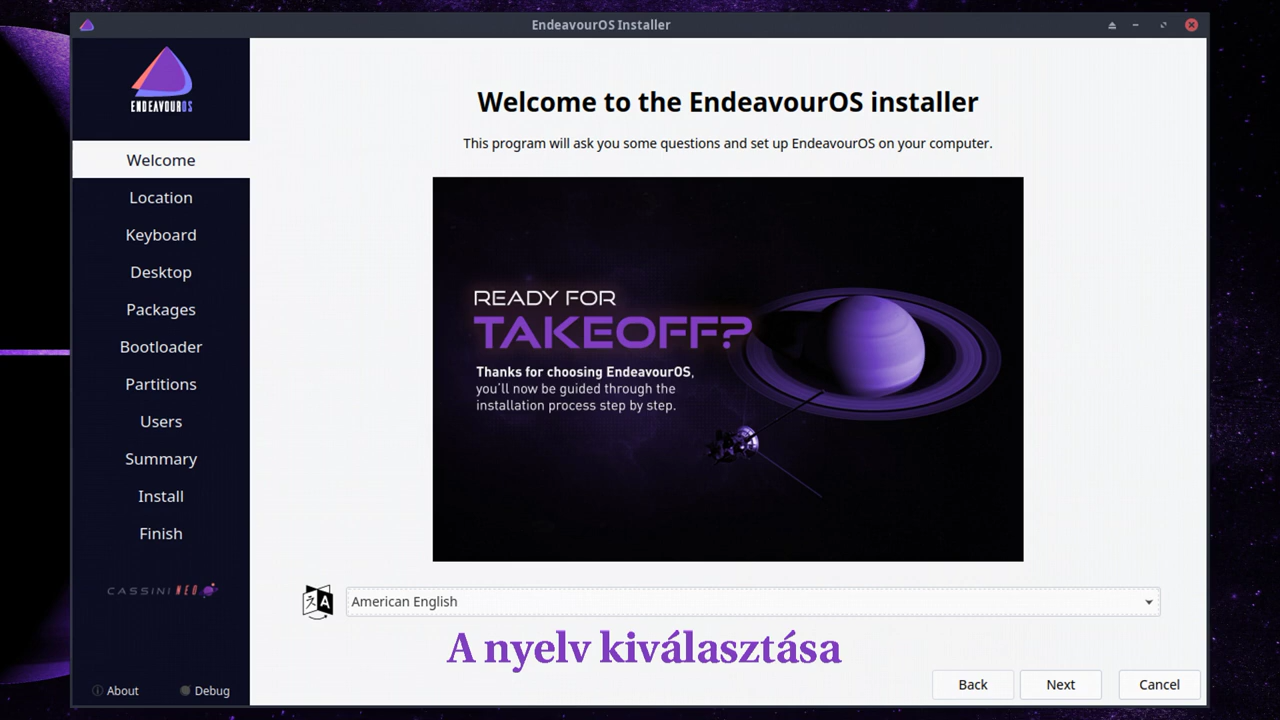 EndeavourOS Installer
ENDEAVOUROS
Welcome
Location
Keyboard
Desktop
Packages
Bootloader
Partitions
Users
Summary
Install
Finish
CASSINI NEO
About
Debug
Welcome to the EndeavourOS installer
This program will ask you some questions and set up EndeavourOS on your computer.
READY FOR
TAKEOFF?
Thanks for choosing EndeavourOS,
you'll now be guided through the
installation process step by step.
American English
A nyelv kiválasztása
Back
Next
Cancel